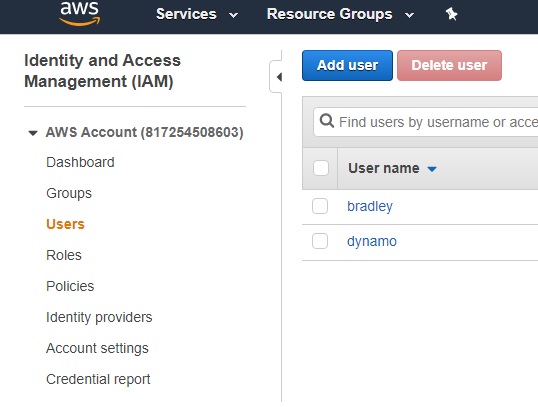 aws
Services
Resource Groups
Identity and Access
Management (IAM)
AWS Account (817254508603)
Dashboard
Groups
Users
Roles
Policies
Identity providers
Account settings
Credential report
Add user
Delete user
Find users by username or acce
User name
bradley
dynamo